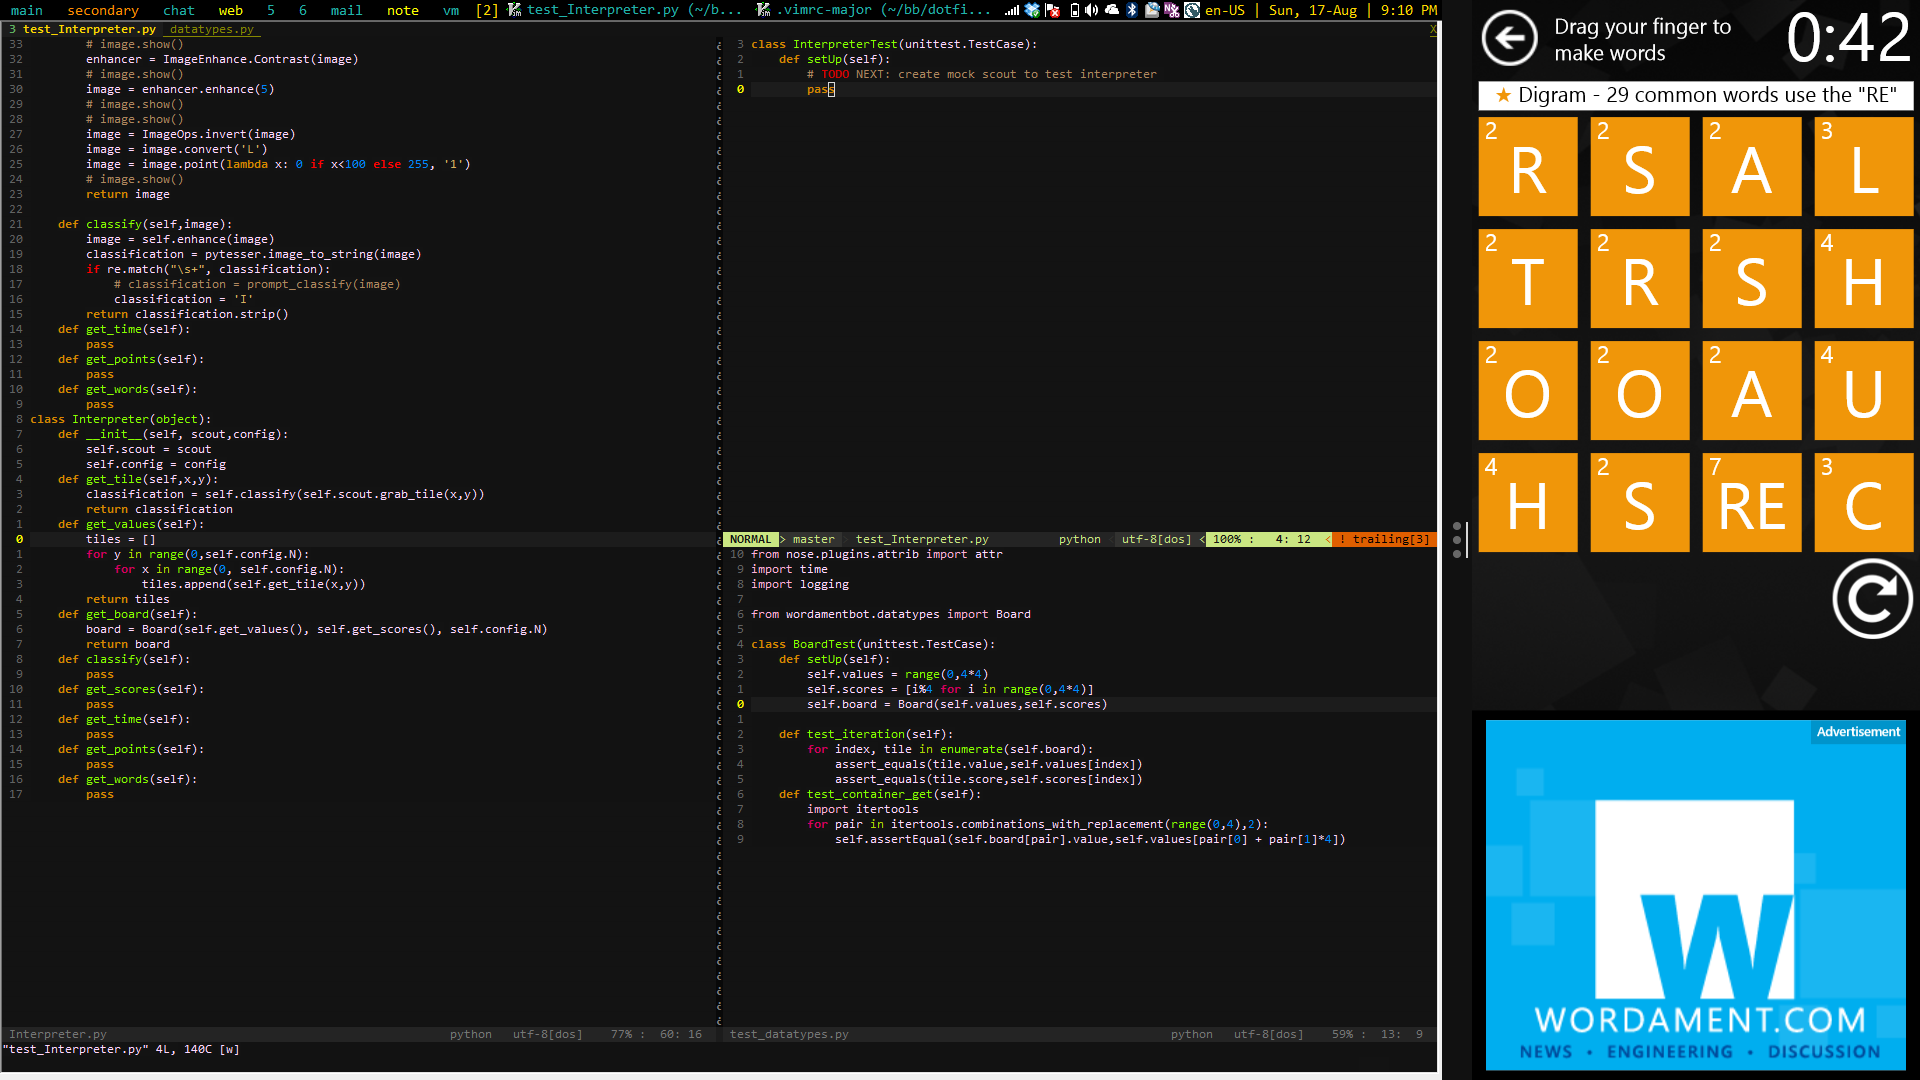 main secondary chat web 5 6 mail note vm [2] test_Interpreter.py (~/b... .vimrc-major (~/bb/dotfi... en-US | Sun, 17-Aug | 9:10 PM
3 test_Interpreter.py datatypes.py X
33 # image.show()
32 enhancer = ImageEnhance.Contrast(image)
31 # image.show()
30 image = enhancer.enhance(5)
29 # image.show()
28 # image.show()
27 image = ImageOps.invert(image)
26 image = image.convert('L')
25 image = image.point(lambda x: 0 if x<100 else 255, '1')
24 # image.show()
23 return image
22
21 def classify(self,image):
20 image = self.enhance(image)
19 classification = pytesser.image_to_string(image)
18 if re.match("\s+", classification):
17 # classification = prompt_classify(image)
16 classification = 'I'
15 return classification.strip()
14 def get_time(self):
13 pass
12 def get_points(self):
11 pass
10 def get_words(self):
9 pass
8 class Interpreter(object):
7 def __init__(self, scout,config):
6 self.scout = scout
5 self.config = config
4 def get_tile(self,x,y):
3 classification = self.classify(self.scout.grab_tile(x,y))
2 return classification
1 def get_values(self):
0 tiles = []
1 for y in range(0,self.config.N):
2 for x in range(0, self.config.N):
3 tiles.append(self.get_tile(x,y))
4 return tiles
5 def get_board(self):
6 board = Board(self.get_values(), self.get_scores(), self.config.N)
7 return board
8 def classify(self):
9 pass
10 def get_scores(self):
11 pass
12 def get_time(self):
13 pass
14 def get_points(self):
15 pass
16 def get_words(self):
17 pass
Interpreter.py python utf-8[dos] 77% : 60: 16
"test_Interpreter.py" 4L, 140C [w]
3 class InterpreterTest(unittest.TestCase):
2 def setUp(self):
1 # TODO NEXT: create mock scout to test interpreter
0 pass
NORMAL > master test_Interpreter.py python utf-8[dos] < 100% : 4: 12 < ! trailing[3]
10 from nose.plugins.attrib import attr
9 import time
8 import logging
7
6 from wordamentbot.datatypes import Board
5
4 class BoardTest(unittest.TestCase):
3 def setUp(self):
2 self.values = range(0,4*4)
1 self.scores = [i%4 for i in range(0,4*4)]
0 self.board = Board(self.values,self.scores)
1
2 def test_iteration(self):
3 for index, tile in enumerate(self.board):
4 assert_equals(tile.value,self.values[index])
5 assert_equals(tile.score,self.scores[index])
6 def test_container_get(self):
7 import itertools
8 for pair in itertools.combinations_with_replacement(range(0,4),2):
9 self.assertEqual(self.board[pair].value,self.values[pair[0] + pair[1]*4])
test_datatypes.py python utf-8[dos] 59% : 13: 9
Drag your finger to
make words
0:42
★ Digram - 29 common words use the "RE"
2 R 2 S 2 A 3 L
2 T 2 R 2 S 4 H
2 O 2 O 2 A 4 U
4 H 2 S 7 RE 3 C
Advertisement
W
WORDAMENT.COM
NEWS • ENGINEERING • DISCUSSION